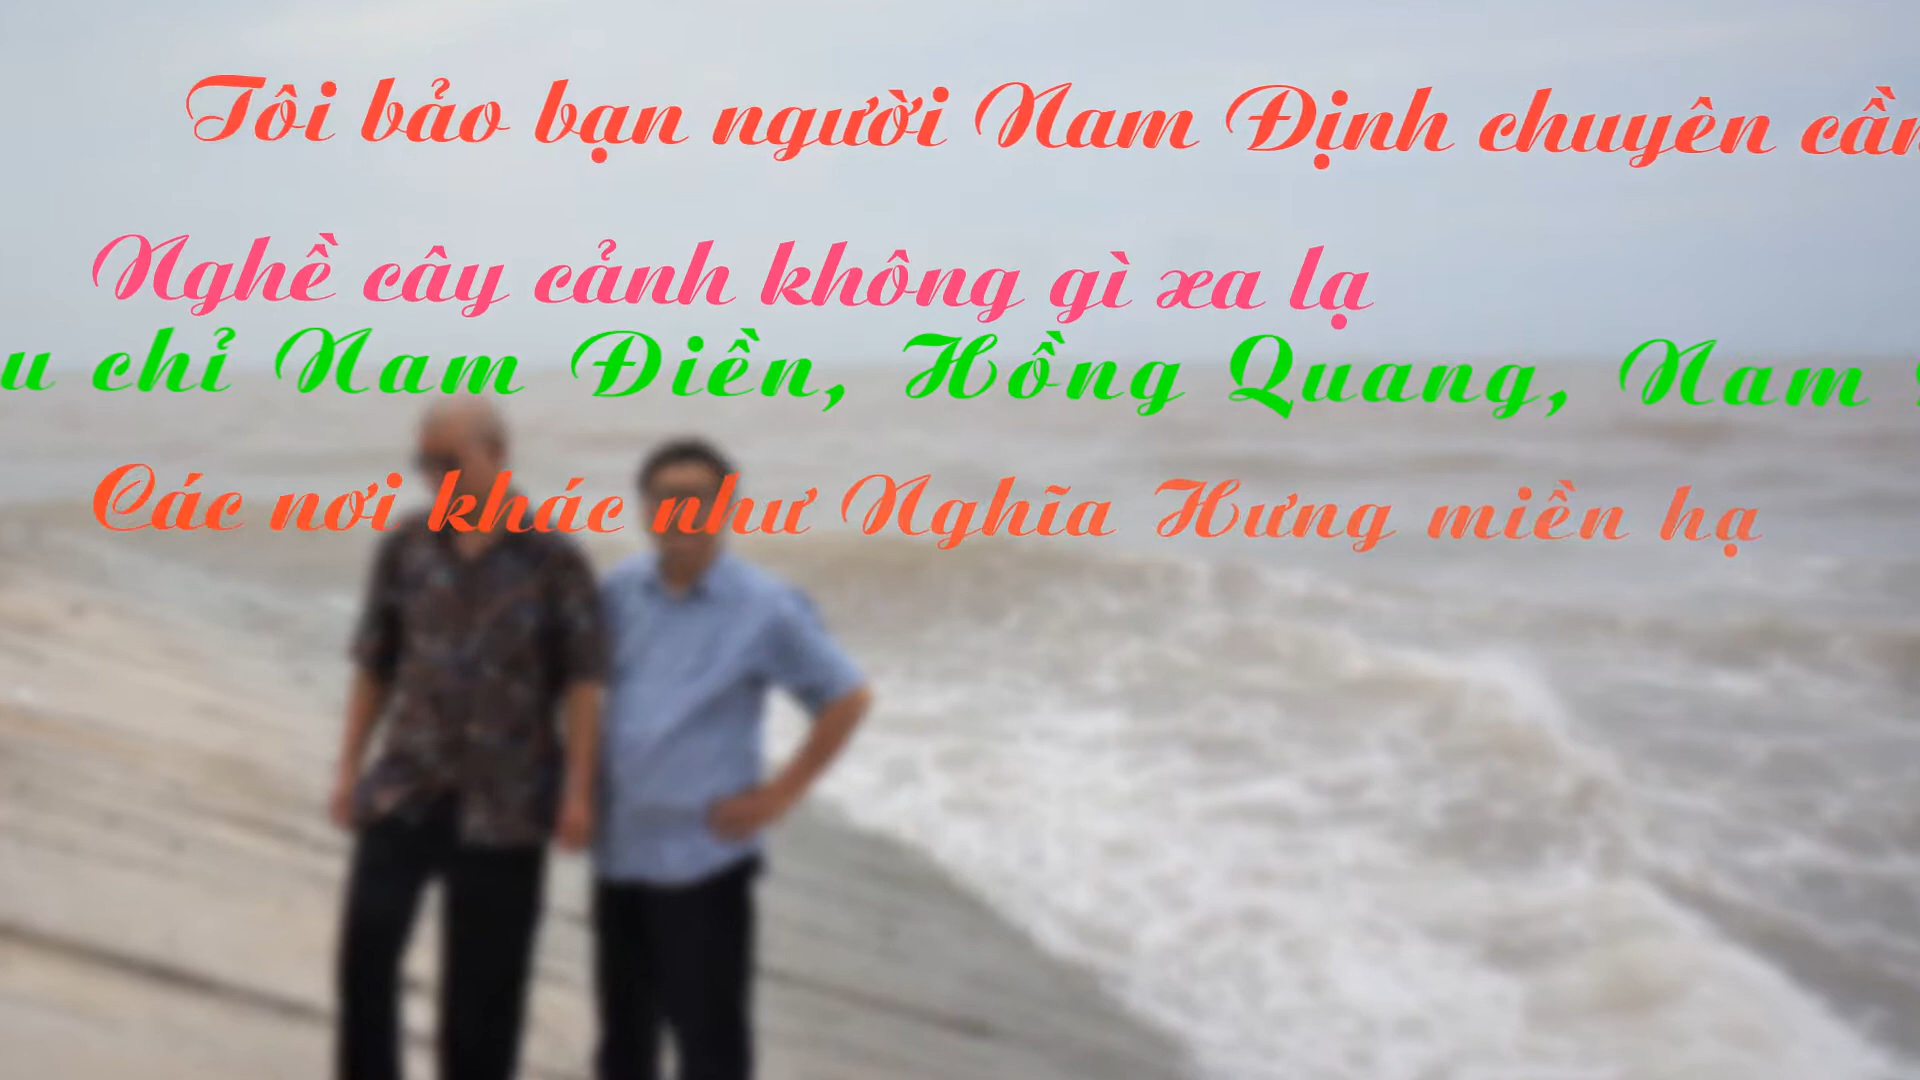 Tôi bảo bạn người Nam Định chuyên
Nghề cây cảnh không gì xa lạ
chỉ Nam Điền, Hồng Quang, Nam
Các nơi khác như Nghĩa Hưng miền hạ